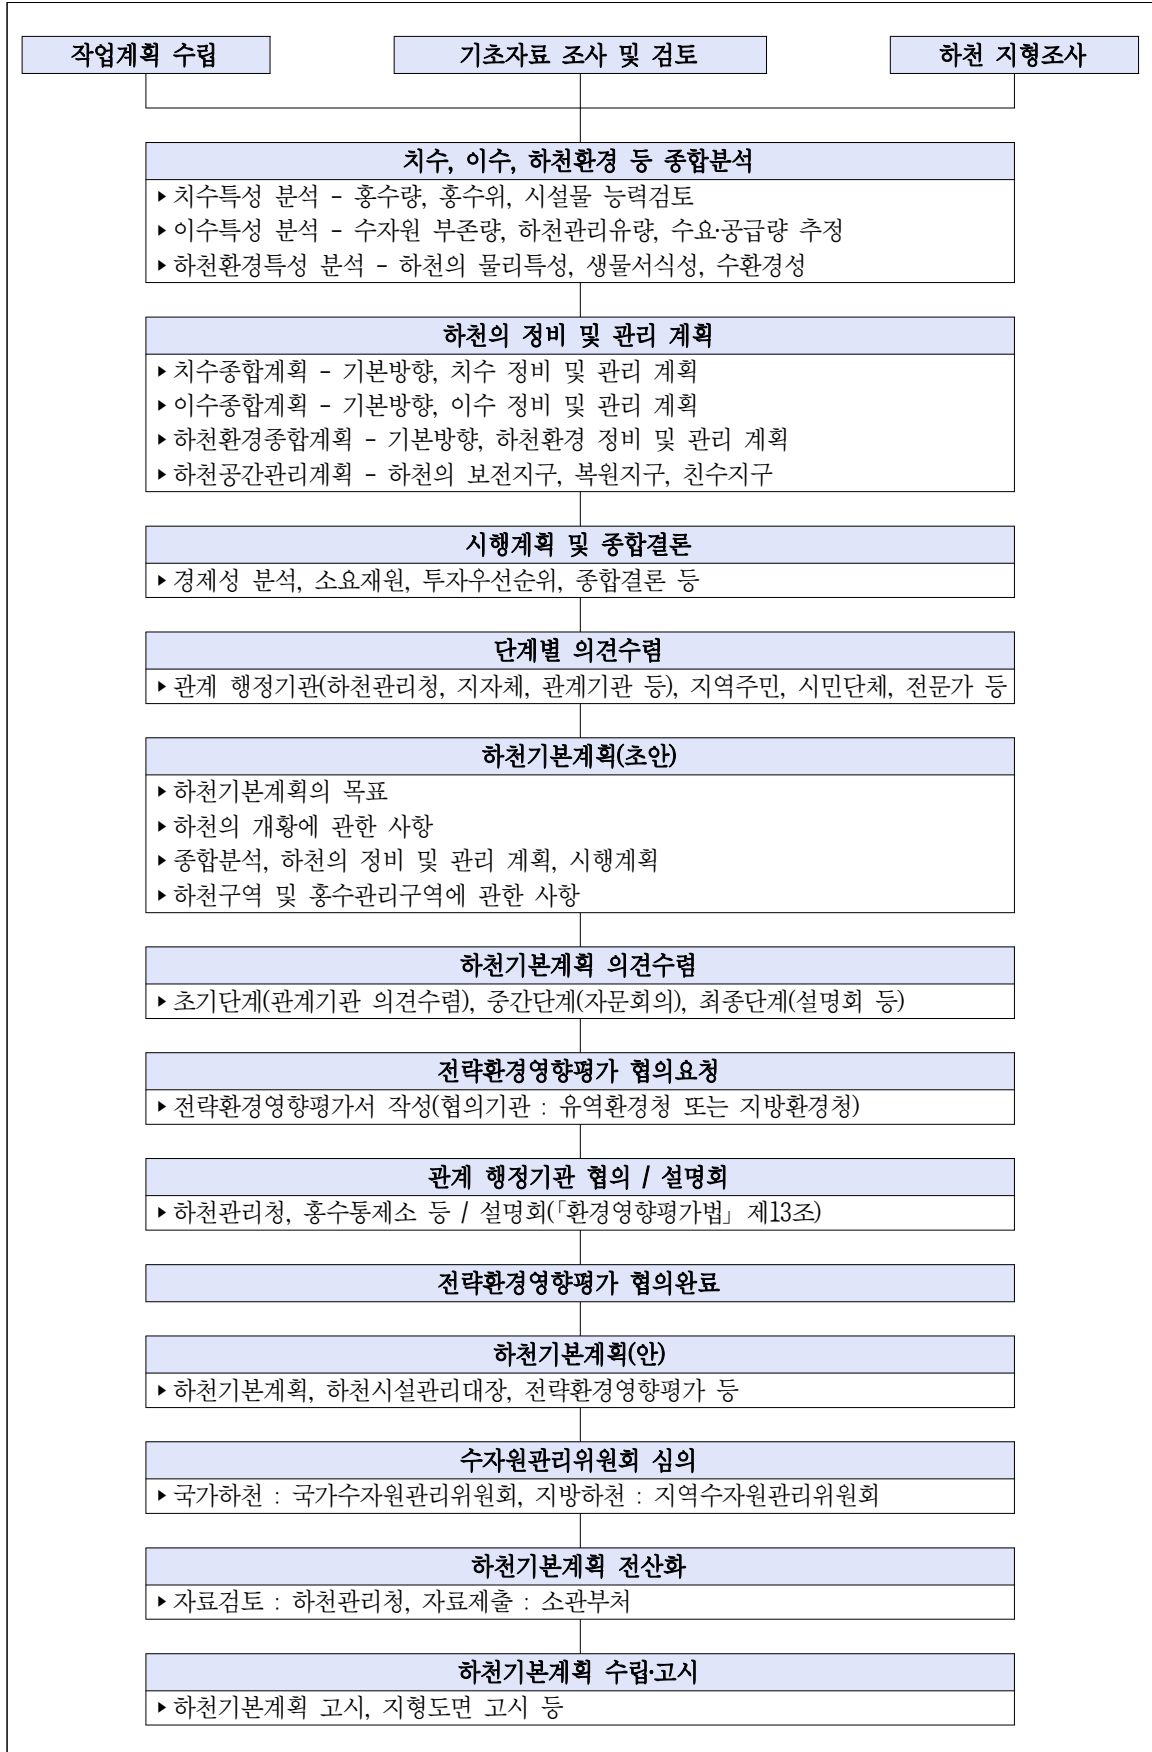 작업계획 수립
기초자료 조사 및 검토
하천 지형조사
치수, 이수, 하천환경 등 종합분석
▸치수특성 분석 - 홍수량, 홍수위, 시설물 능력검토
▸이수특성 분석 - 수자원 부존량, 하천관리유량, 수요·공급량 추정
▸하천환경특성 분석 - 하천의 물리특성, 생물서식성, 수환경성
하천의 정비 및 관리 계획
▸치수종합계획 - 기본방향, 치수 정비 및 관리 계획
▸이수종합계획 - 기본방향, 이수 정비 및 관리 계획
▸하천환경종합계획 - 기본방향, 하천환경 정비 및 관리 계획
▸하천공간관리계획 - 하천의 보전지구, 복원지구, 친수지구
시행계획 및 종합결론
▸경제성 분석, 소요재원, 투자우선순위, 종합결론 등
단계별 의견수렴
▸관계 행정기관(하천관리청, 지자체, 관계기관 등), 지역주민, 시민단체, 전문가 등
하천기본계획(초안)
▸하천기본계획의 목표
▸하천의 개황에 관한 사항
▸종합분석, 하천의 정비 및 관리 계획, 시행계획
▸하천구역 및 홍수관리구역에 관한 사항
하천기본계획 의견수렴
▸초기단계(관계기관 의견수렴), 중간단계(자문회의), 최종단계(설명회 등)
전략환경영향평가 협의요청
▸전략환경영향평가서 작성(협의기관 : 유역환경청 또는 지방환경청)
관계 행정기관 협의 / 설명회
▸하천관리청, 홍수통제소 등 / 설명회(「환경영향평가법」 제13조)
전략환경영향평가 협의완료
하천기본계획(안)
▸하천기본계획, 하천시설관리대장, 전략환경영향평가 등
수자원관리위원회 심의
▸국가하천 : 국가수자원관리위원회, 지방하천 : 지역수자원관리위원회
하천기본계획 전산화
▸자료검토 : 하천관리청, 자료제출 : 소관부처
하천기본계획 수립·고시
▸하천기본계획 고시, 지형도면 고시 등